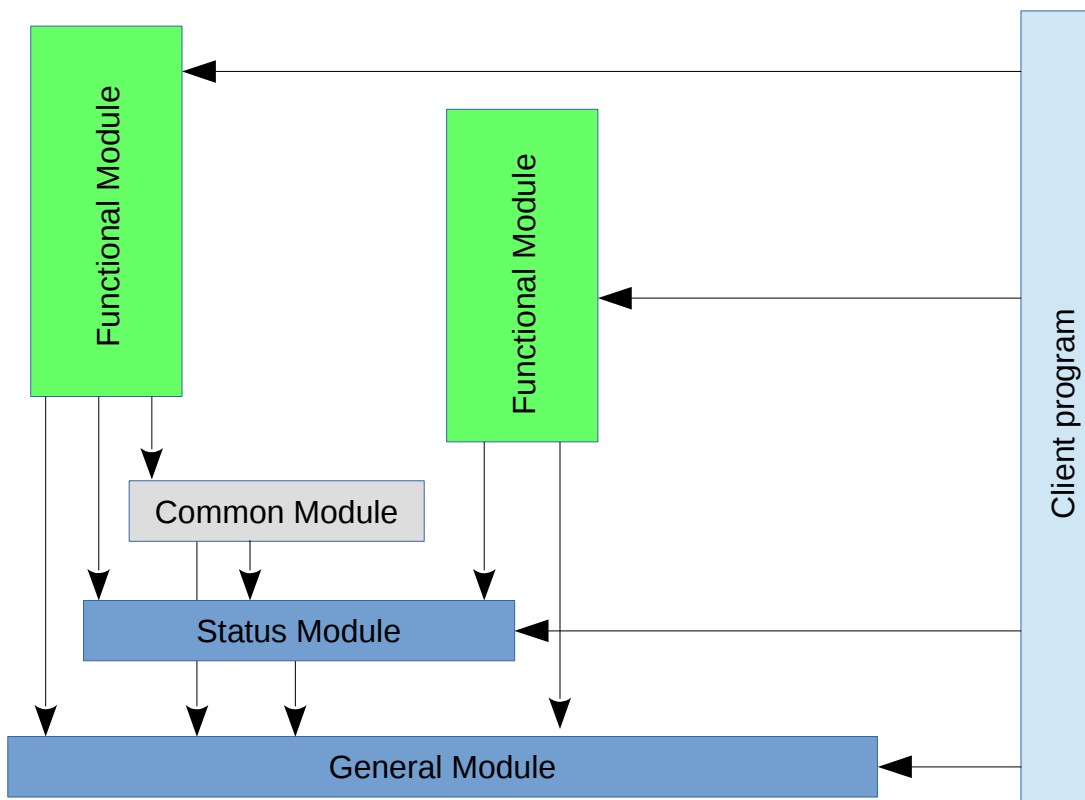 Functional Module
Functional Module
Client program
Common Module
Status Module
General Module